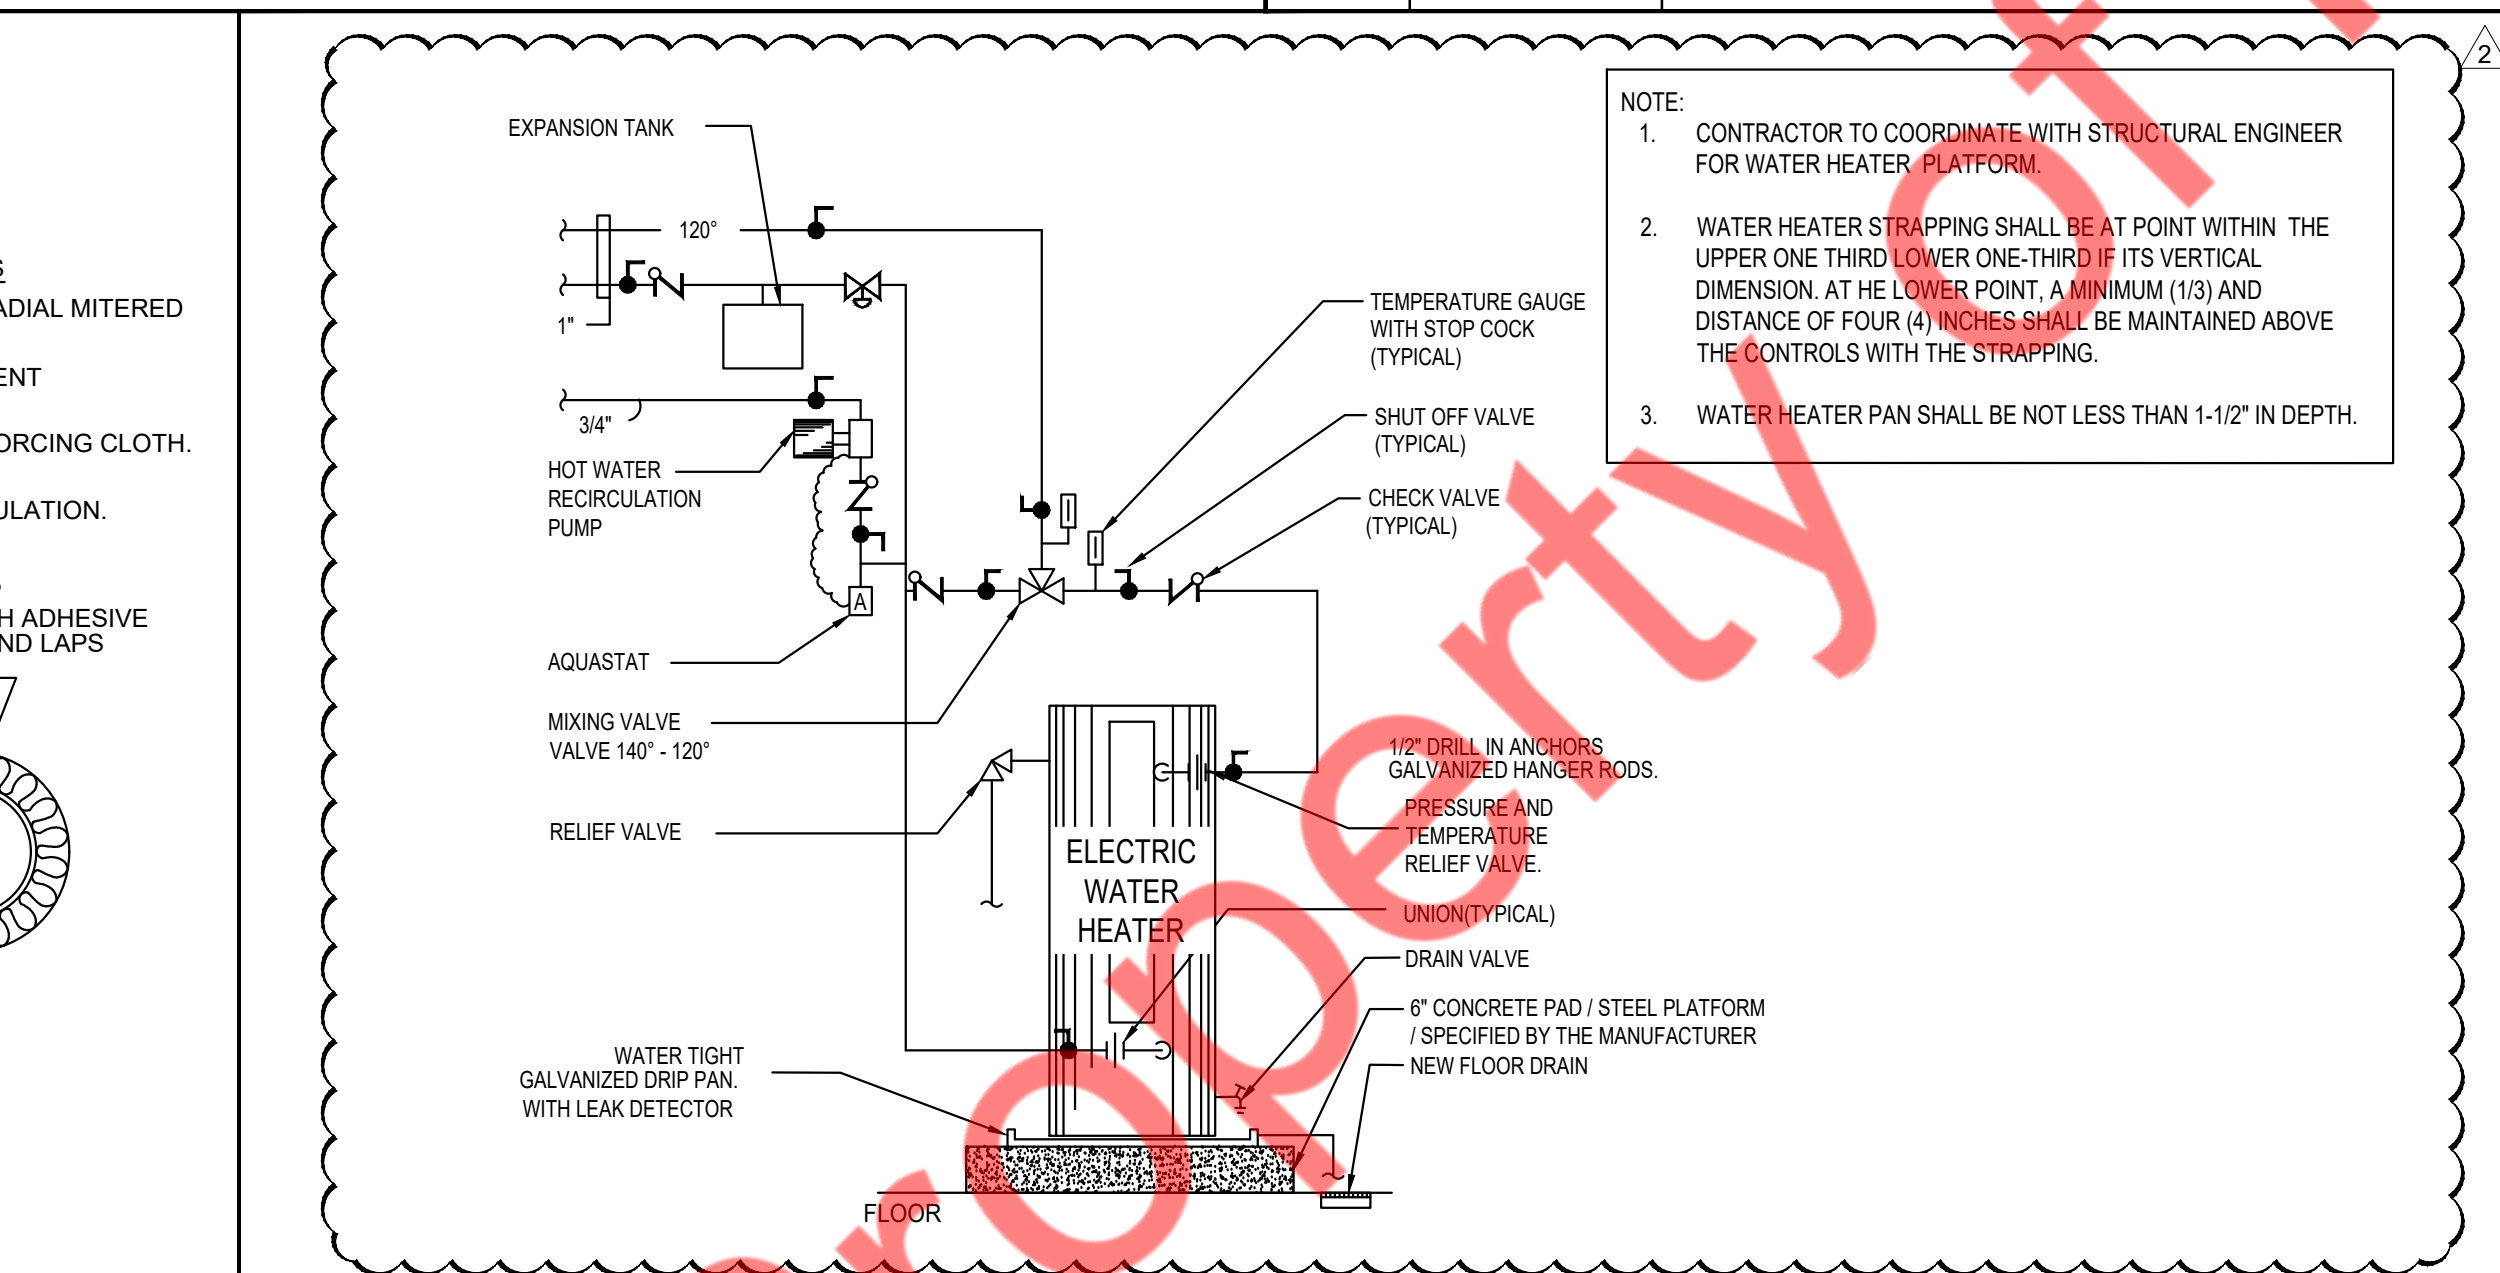 S
ADIAL MITERED
ENT
ORCING CLOTH.
ULATION.
H ADHESIVE
ND LAPS
2
EXPANSION TANK
120°
1"
3/4"
HOT WATER
RECIRCULATION
PUMP
A
AQUASTAT
MIXING VALVE
VALVE 140° - 120°
RELIEF VALVE
WATER TIGHT
GALVANIZED DRIP PAN.
WITH LEAK DETECTOR
FLOOR
ELECTRIC
WATER
HEATER
TEMPERATURE GAUGE
WITH STOP COCK
(TYPICAL)
SHUT OFF VALVE
(TYPICAL)
CHECK VALVE
(TYPICAL)
1/2" DRILL IN ANCHORS
GALVANIZED HANGER RODS.
PRESSURE AND
TEMPERATURE
RELIEF VALVE.
UNION(TYPICAL)
DRAIN VALVE
6" CONCRETE PAD / STEEL PLATFORM
/ SPECIFIED BY THE MANUFACTURER
NEW FLOOR DRAIN
NOTE:
1. CONTRACTOR TO COORDINATE WITH STRUCTURAL ENGINEER
FOR WATER HEATER PLATFORM.
2. WATER HEATER STRAPPING SHALL BE AT POINT WITHIN THE
UPPER ONE THIRD LOWER ONE-THIRD IF ITS VERTICAL
DIMENSION. AT HE LOWER POINT, A MINIMUM (1/3) AND
DISTANCE OF FOUR (4) INCHES SHALL BE MAINTAINED ABOVE
THE CONTROLS WITH THE STRAPPING.
3. WATER HEATER PAN SHALL BE NOT LESS THAN 1-1/2" IN DEPTH.
roperty of